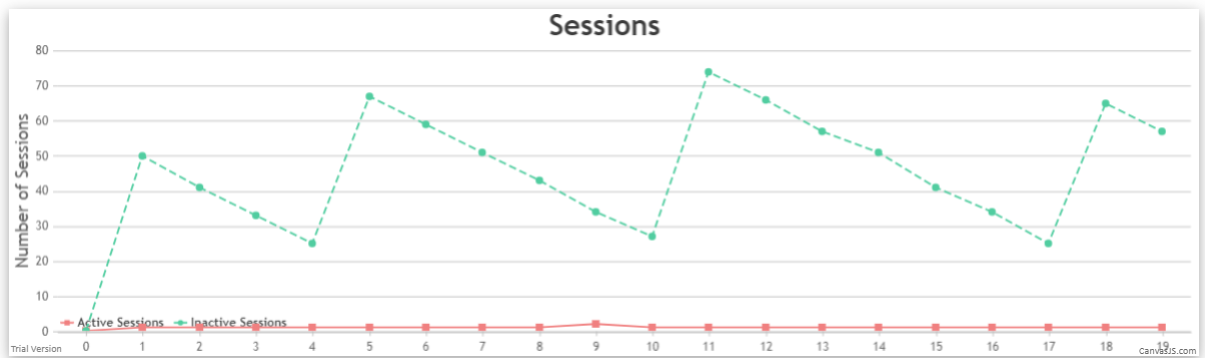 Sessions
Number of Sessions
80
70
60
50
40
30
20
10
0
Active Sessions Inactive Sessions
0 1 2 3 4 5 6 7 8 9 10 11 12 13 14 15 16 17 18 19
Trial Version
CanvasJS.com